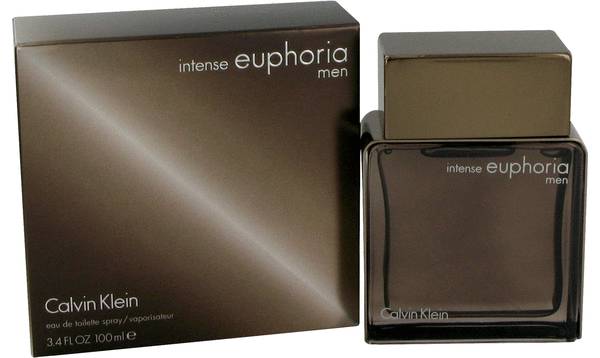 intense euphoria
men
Calvin Klein
eau de toilette spray/vaporisateur
3.4 FL OZ 100 ml ℮
intense euphoria
men
Calvin Klein